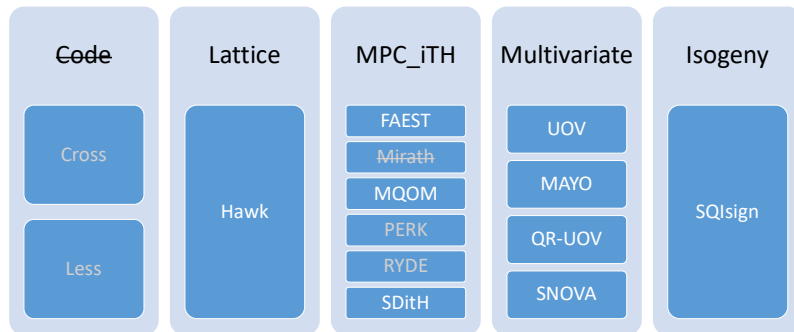 Code
Cross
Less
Lattice
Hawk
MPC_iTH
FAEST
Mirath
MQOM
PERK
RYDE
SDitH
Multivariate
UOV
MAYO
QR-UOV
SNOVA
Isogeny
SQIsign